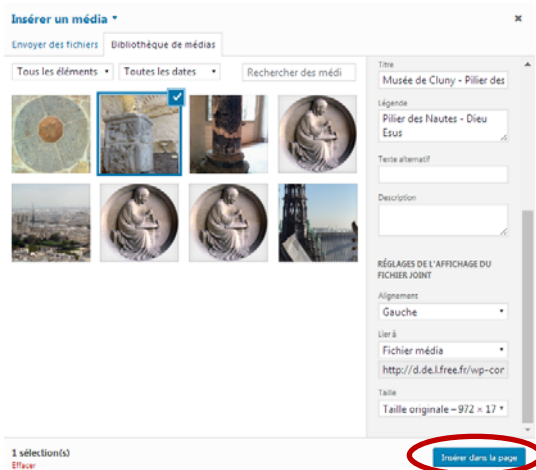 Insérer un média
Envoyer des fichiers Bibliothèque de médias
Tous les éléments Toutes les dates Rechercher des médi
Titre
Musée de Cluny - Pilier des
Légende
Pilier des Nautes - Dieu
Esus
Texte alternatif
Description
RÉGLAGES DE L'AFFICHAGE DU
FICHIER JOINT
Alignement
Gauche
Lier à
Fichier média
http://d.de.l.free.fr/wp-cor
Taille
Taille originale – 972 × 17
1 sélection(s)
Effacer
Insérer dans la page